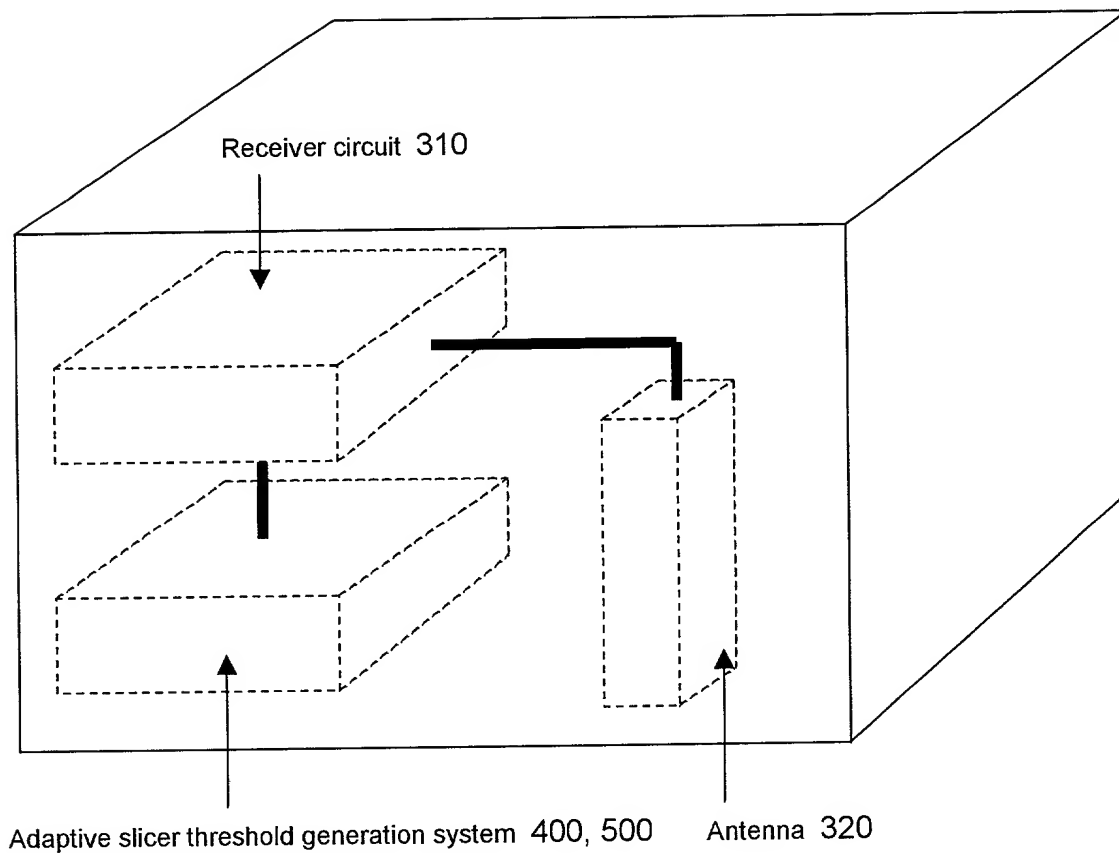 Receiver circuit 310
Adaptive slicer threshold generation system 400, 500
Antenna 320